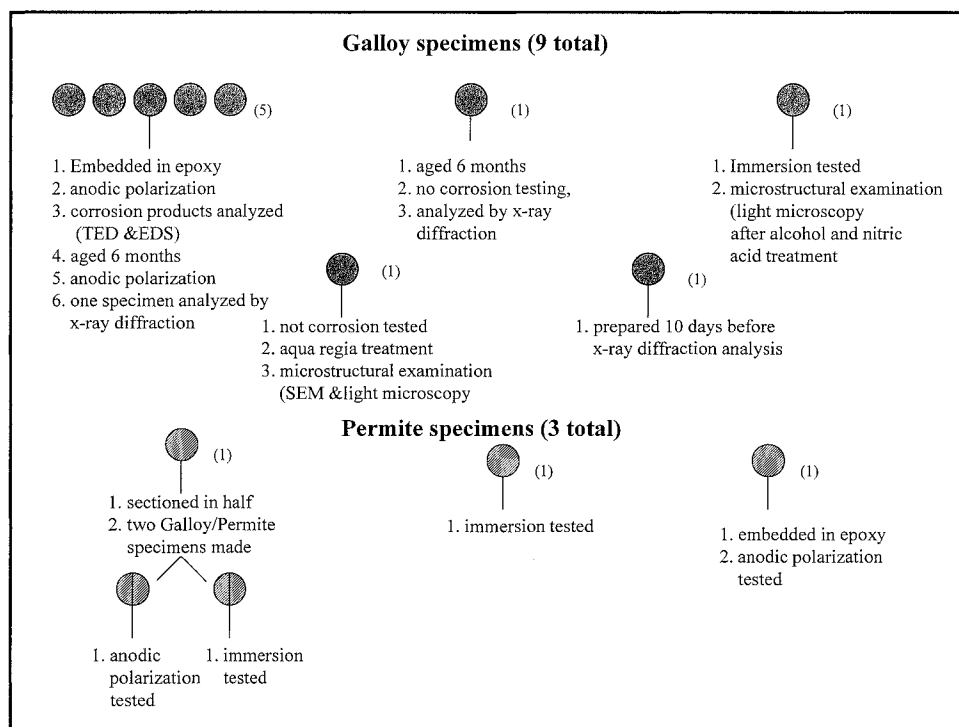 Galloy specimens (9 total)
(5)
1. Embedded in epoxy
2. anodic polarization
3. corrosion products analyzed
(TED &EDS)
4. aged 6 months
5. anodic polarization
6. one specimen analyzed by
x-ray diffraction
(1)
1. aged 6 months
2. no corrosion testing,
3. analyzed by x-ray
diffraction
(1)
1. Immersion tested
2. microstructural examination
(light microscopy
after alcohol and nitric
acid treatment
(1)
1. not corrosion tested
2. aqua regia treatment
3. microstructural examination
(SEM &light microscopy
(1)
1. prepared 10 days before
x-ray diffraction analysis
Permite specimens (3 total)
(1)
1. sectioned in half
2. two Galloy/Permite
specimens made
1. anodic
polarization
tested
1. immersion
tested
(1)
1. immersion tested
(1)
1. embedded in epoxy
2. anodic polarization
tested